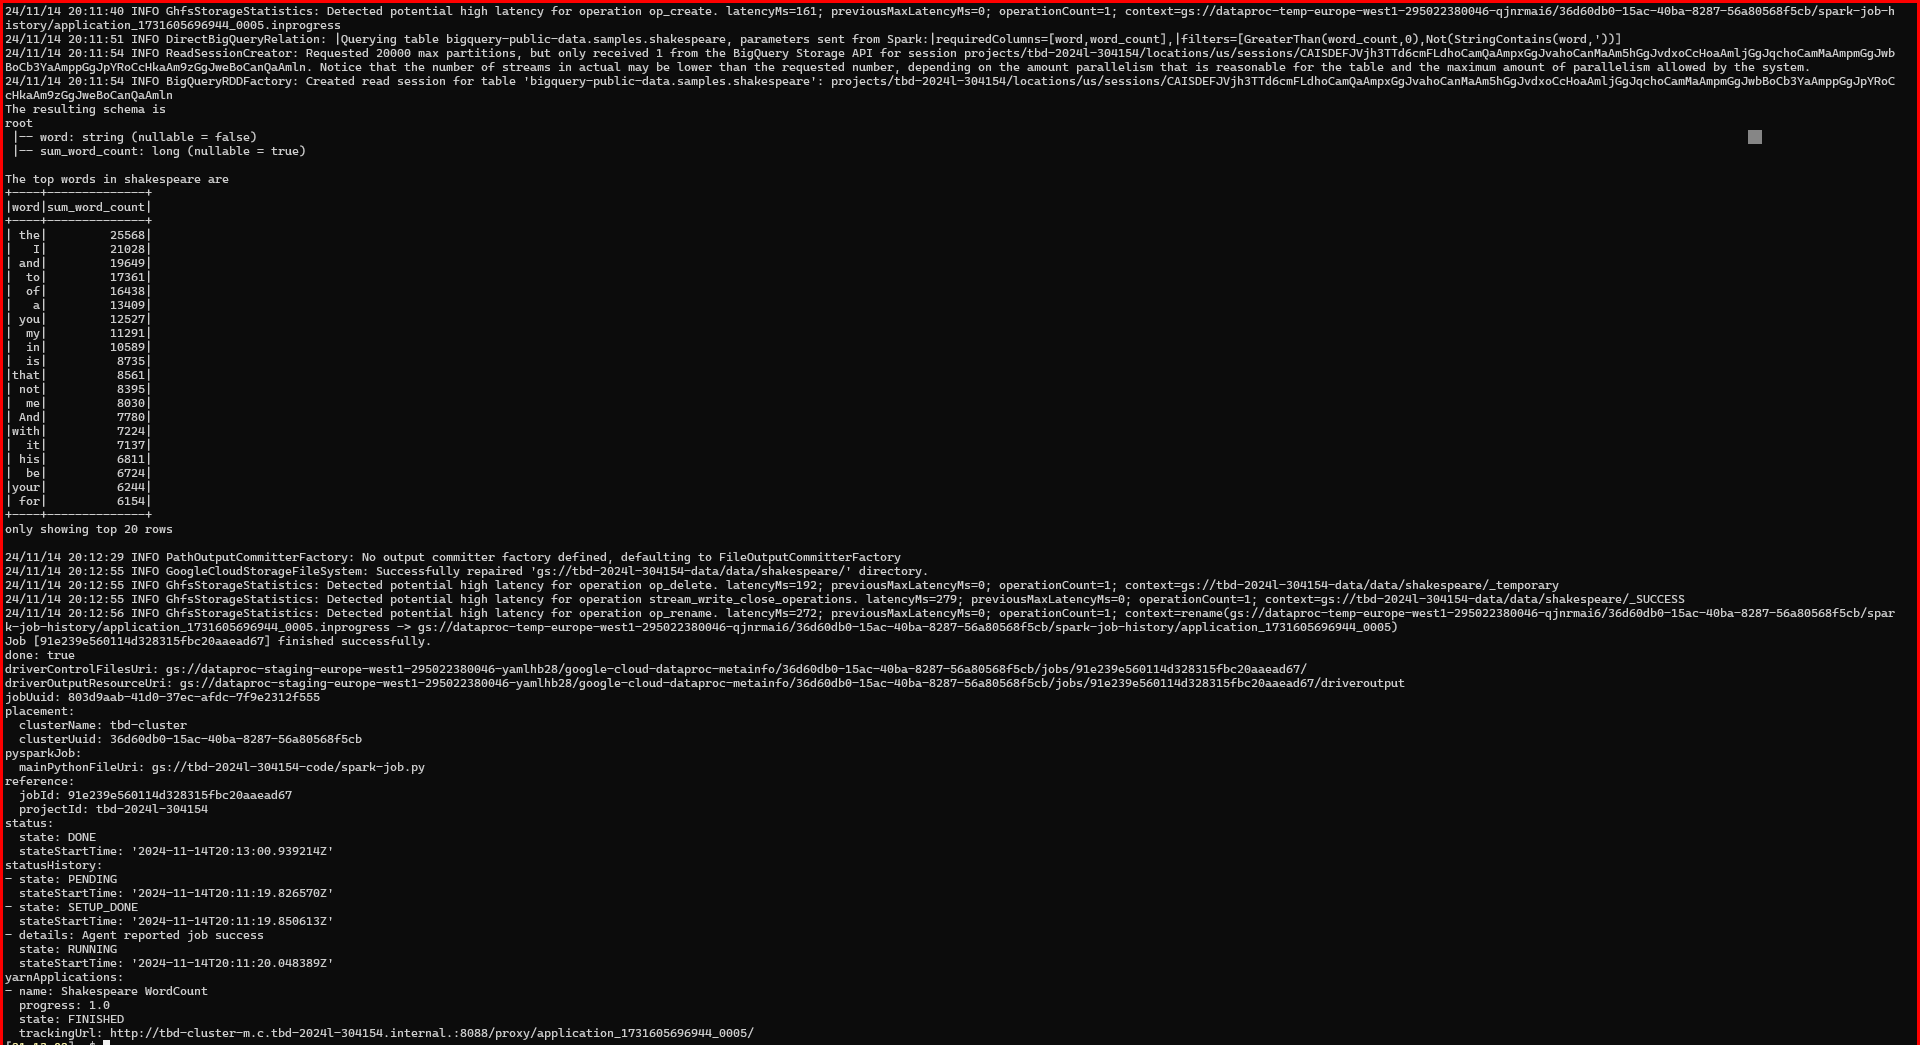 24/11/14 20:11:40 INFO GhfsStorageStatistics: Detected potential high latency for operation op_create. latencyMs=161; previousMaxLatencyMs=0; operationCount=1; context=gs://dataproc-temp-europe-west1-295022380046-qjnrmai6/36d60db0-15ac-40ba-8287-56a80568f5cb/spark-job-h
istory/application_1731605696944_0005.inprogress
24/11/14 20:11:51 INFO DirectBigQueryRelation: |Querying table bigquery-public-data.samples.shakespeare, parameters sent from Spark:|requiredColumns=[word,word_count],|filters=[GreaterThan(word_count,0),Not(StringContains(word,'))]
24/11/14 20:11:54 INFO ReadSessionCreator: Requested 20000 max partitions, but only received 1 from the BigQuery Storage API for session projects/tbd-2024l-304154/locations/us/sessions/CAISDEFJVjh3TTd6cmFLdhoCamQaAmpxGgJvahoCanMaAm5hGgJvdxoCcHoaAmljGgJqchoCamMaAmpmGgJwb
BoCb3YaAmppGgJpYRoCcHkaAm9zGgJweBoCanQaAmln. Notice that the number of streams in actual may be lower than the requested number, depending on the amount parallelism that is reasonable for the table and the maximum amount of parallelism allowed by the system.
24/11/14 20:11:54 INFO BigQueryRDDFactory: Created read session for table 'bigquery-public-data.samples.shakespeare': projects/tbd-2024l-304154/locations/us/sessions/CAISDEFJVjh3TTd6cmFLdhoCamQaAmpxGgJvahoCanMaAm5hGgJvdxoCcHoaAmljGgJqchoCamMaAmpmGgJwbBoCb3YaAmppGgJpYRoC
cHkaAm9zGgJweBoCanQaAmln
The resulting schema is
root
 |-- word: string (nullable = false)
 |-- sum_word_count: long (nullable = true)

The top words in shakespeare are
+----+--------------+
|word|sum_word_count|
+----+--------------+
| the|         25568|
|   I|         21028|
| and|         19649|
|  to|         17361|
|  of|         16438|
|   a|         13409|
| you|         12527|
|  my|         11291|
|  in|         10589|
|  is|          8735|
|that|          8561|
| not|          8395|
|  me|          8030|
| And|          7780|
|with|          7224|
|  it|          7137|
| his|          6811|
|  be|          6724|
|your|          6244|
| for|          6154|
+----+--------------+
only showing top 20 rows

24/11/14 20:12:29 INFO PathOutputCommitterFactory: No output committer factory defined, defaulting to FileOutputCommitterFactory
24/11/14 20:12:55 INFO GoogleCloudStorageFileSystem: Successfully repaired 'gs://tbd-2024l-304154-data/data/shakespeare/' directory.
24/11/14 20:12:55 INFO GhfsStorageStatistics: Detected potential high latency for operation op_delete. latencyMs=192; previousMaxLatencyMs=0; operationCount=1; context=gs://tbd-2024l-304154-data/data/shakespeare/_temporary
24/11/14 20:12:55 INFO GhfsStorageStatistics: Detected potential high latency for operation stream_write_close_operations. latencyMs=279; previousMaxLatencyMs=0; operationCount=1; context=gs://tbd-2024l-304154-data/data/shakespeare/_SUCCESS
24/11/14 20:12:56 INFO GhfsStorageStatistics: Detected potential high latency for operation op_rename. latencyMs=272; previousMaxLatencyMs=0; operationCount=1; context=rename(gs://dataproc-temp-europe-west1-295022380046-qjnrmai6/36d60db0-15ac-40ba-8287-56a80568f5cb/spar
k-job-history/application_1731605696944_0005.inprogress -> gs://dataproc-temp-europe-west1-295022380046-qjnrmai6/36d60db0-15ac-40ba-8287-56a80568f5cb/spark-job-history/application_1731605696944_0005)
Job [91e239e560114d328315fbc20aaead67] finished successfully.
done: true
driverControlFilesUri: gs://dataproc-staging-europe-west1-295022380046-yamlhb28/google-cloud-dataproc-metainfo/36d60db0-15ac-40ba-8287-56a80568f5cb/jobs/91e239e560114d328315fbc20aaead67/
driverOutputResourceUri: gs://dataproc-staging-europe-west1-295022380046-yamlhb28/google-cloud-dataproc-metainfo/36d60db0-15ac-40ba-8287-56a80568f5cb/jobs/91e239e560114d328315fbc20aaead67/driveroutput
jobUuid: 803d9aab-41d0-37ec-afdc-7f9e2312f555
placement:
  clusterName: tbd-cluster
  clusterUuid: 36d60db0-15ac-40ba-8287-56a80568f5cb
pysparkJob:
  mainPythonFileUri: gs://tbd-2024l-304154-code/spark-job.py
reference:
  jobId: 91e239e560114d328315fbc20aaead67
  projectId: tbd-2024l-304154
status:
  state: DONE
  stateStartTime: '2024-11-14T20:13:00.939214Z'
statusHistory:
- state: PENDING
  stateStartTime: '2024-11-14T20:11:19.826570Z'
- state: SETUP_DONE
  stateStartTime: '2024-11-14T20:11:19.850613Z'
- details: Agent reported job success
  state: RUNNING
  stateStartTime: '2024-11-14T20:11:20.048389Z'
yarnApplications:
- name: Shakespeare WordCount
  progress: 1.0
  state: FINISHED
  trackingUrl: http://tbd-cluster-m.c.tbd-2024l-304154.internal.:8088/proxy/application_1731605696944_0005/